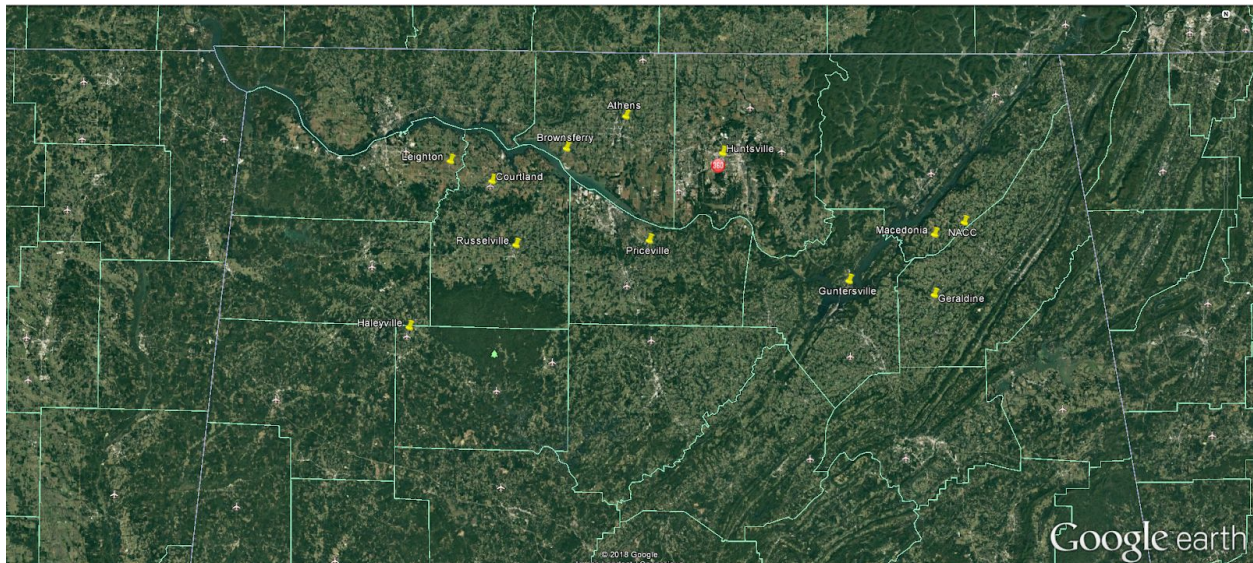 N
Athens
Brownsferry
Huntsville
Leighton
Courtland
Macedonia
NACC
Russelville
Priceville
Guntersville
Geraldine
Haleyville
© 2018 Google
Google earth